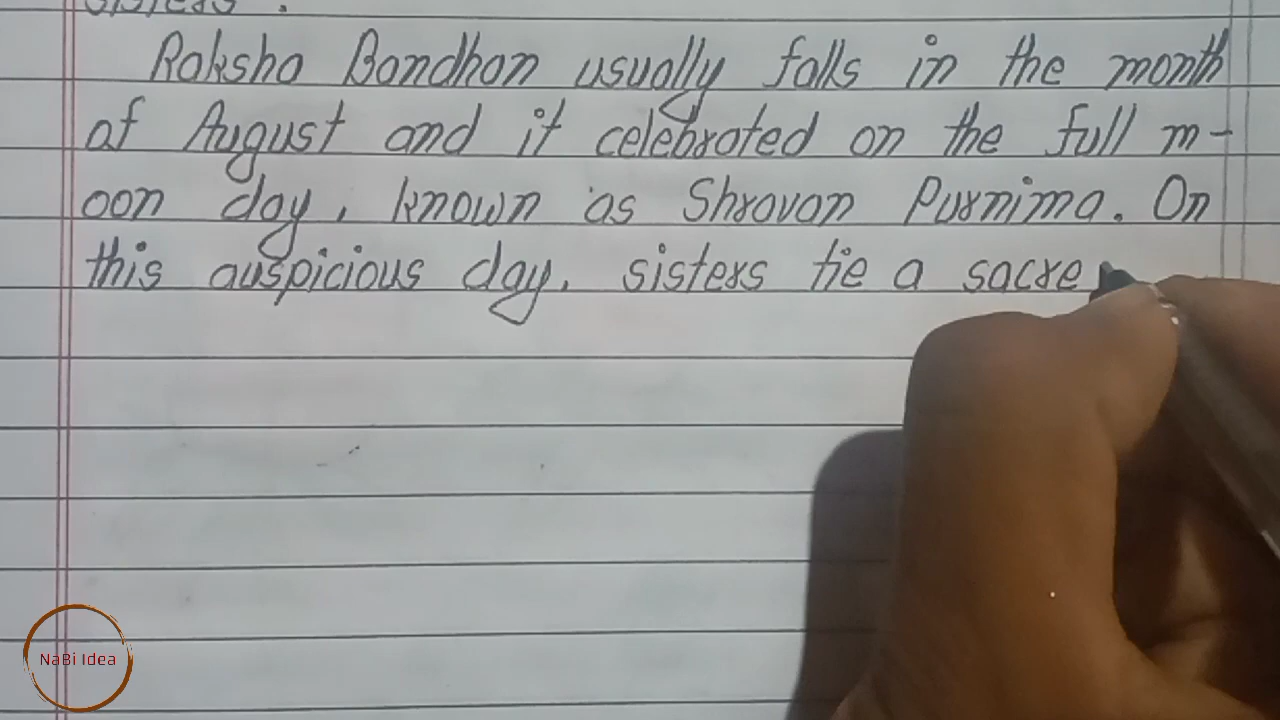 Raksha Bandhan usually falls in the month
of August and it celebrated on the full m-
oon day, known as Shravan Purnima. On
this auspicious day, sisters tie a sacre
NaBi Idea